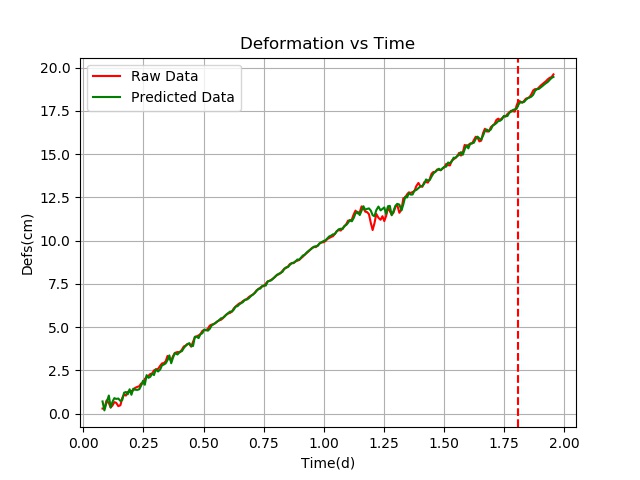 Deformation vs Time
Raw Data
Predicted Data
Defs(cm)
20.0
17.5
15.0
12.5
10.0
7.5
5.0
2.5
0.0
0.00 0.25 0.50 0.75 1.00 1.25 1.50 1.75 2.00
Time(d)